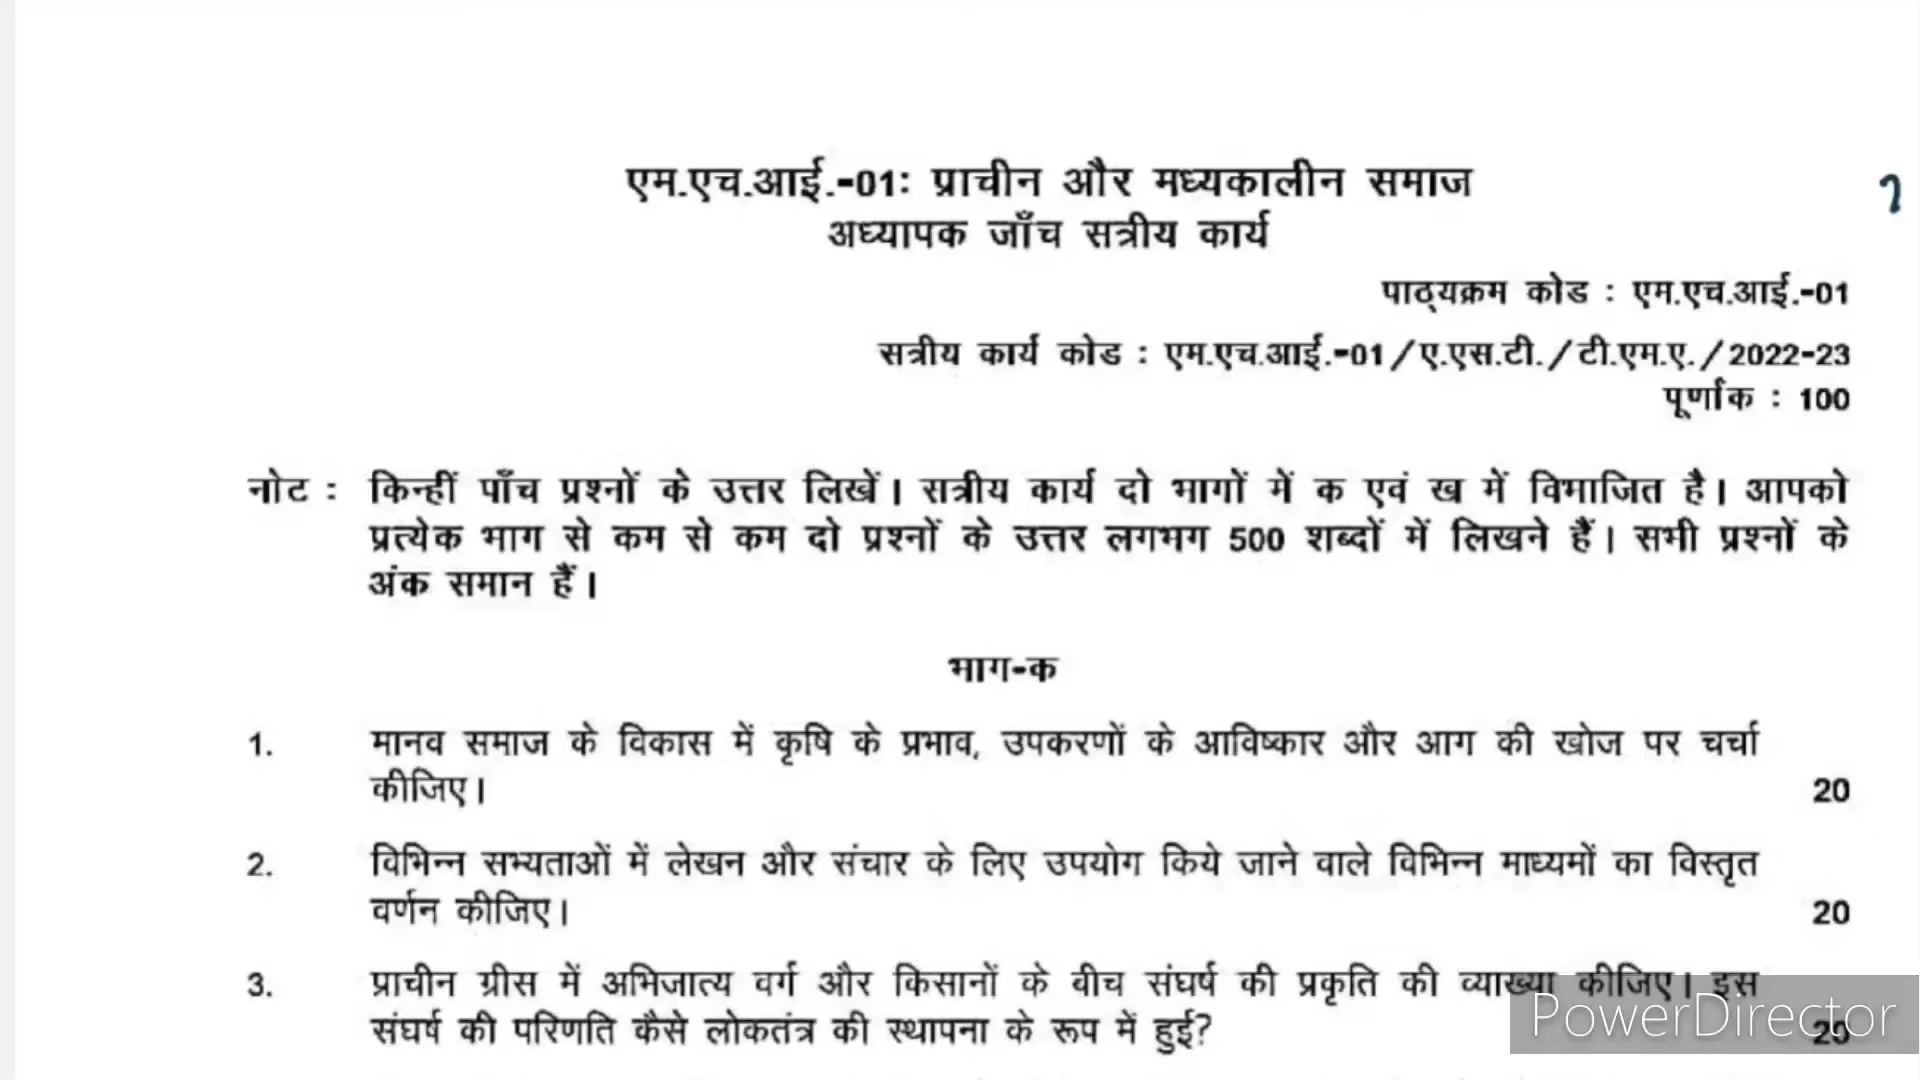 एम.एच.आई.-01: प्राचीन और मध्यकालीन समाज
अध्यापक जाँच सत्रीय कार्य
पाठ्यक्रम कोड : एम.एच.आई.-01
सत्रीय कार्य कोड : एम.एच.आई.-01/ए.एस.टी./टी.एम.ए./2022-23
पूर्णांक : 100
नोट : किन्हीं पाँच प्रश्नों के उत्तर लिखें। सत्रीय कार्य दो भागों में क एवं ख में विभाजित है। आपको
प्रत्येक भाग से कम से कम दो प्रश्नों के उत्तर लगभग 500 शब्दों में लिखने हैं। सभी प्रश्नों के
अंक समान हैं।
भाग-क
1. मानव समाज के विकास में कृषि के प्रभाव, उपकरणों के आविष्कार और आग की खोज पर चर्चा
कीजिए। 20
2. विभिन्न सभ्यताओं में लेखन और संचार के लिए उपयोग किये जाने वाले विभिन्न माध्यमों का विस्तृत
वर्णन कीजिए। 20
3. प्राचीन ग्रीस में अभिजात्य वर्ग और किसानों के बीच संघर्ष की प्रकृति की व्याख्या कीजिए। इस
संघर्ष की परिणति कैसे लोकतंत्र की स्थापना के रूप में हुई? 20
PowerDirector